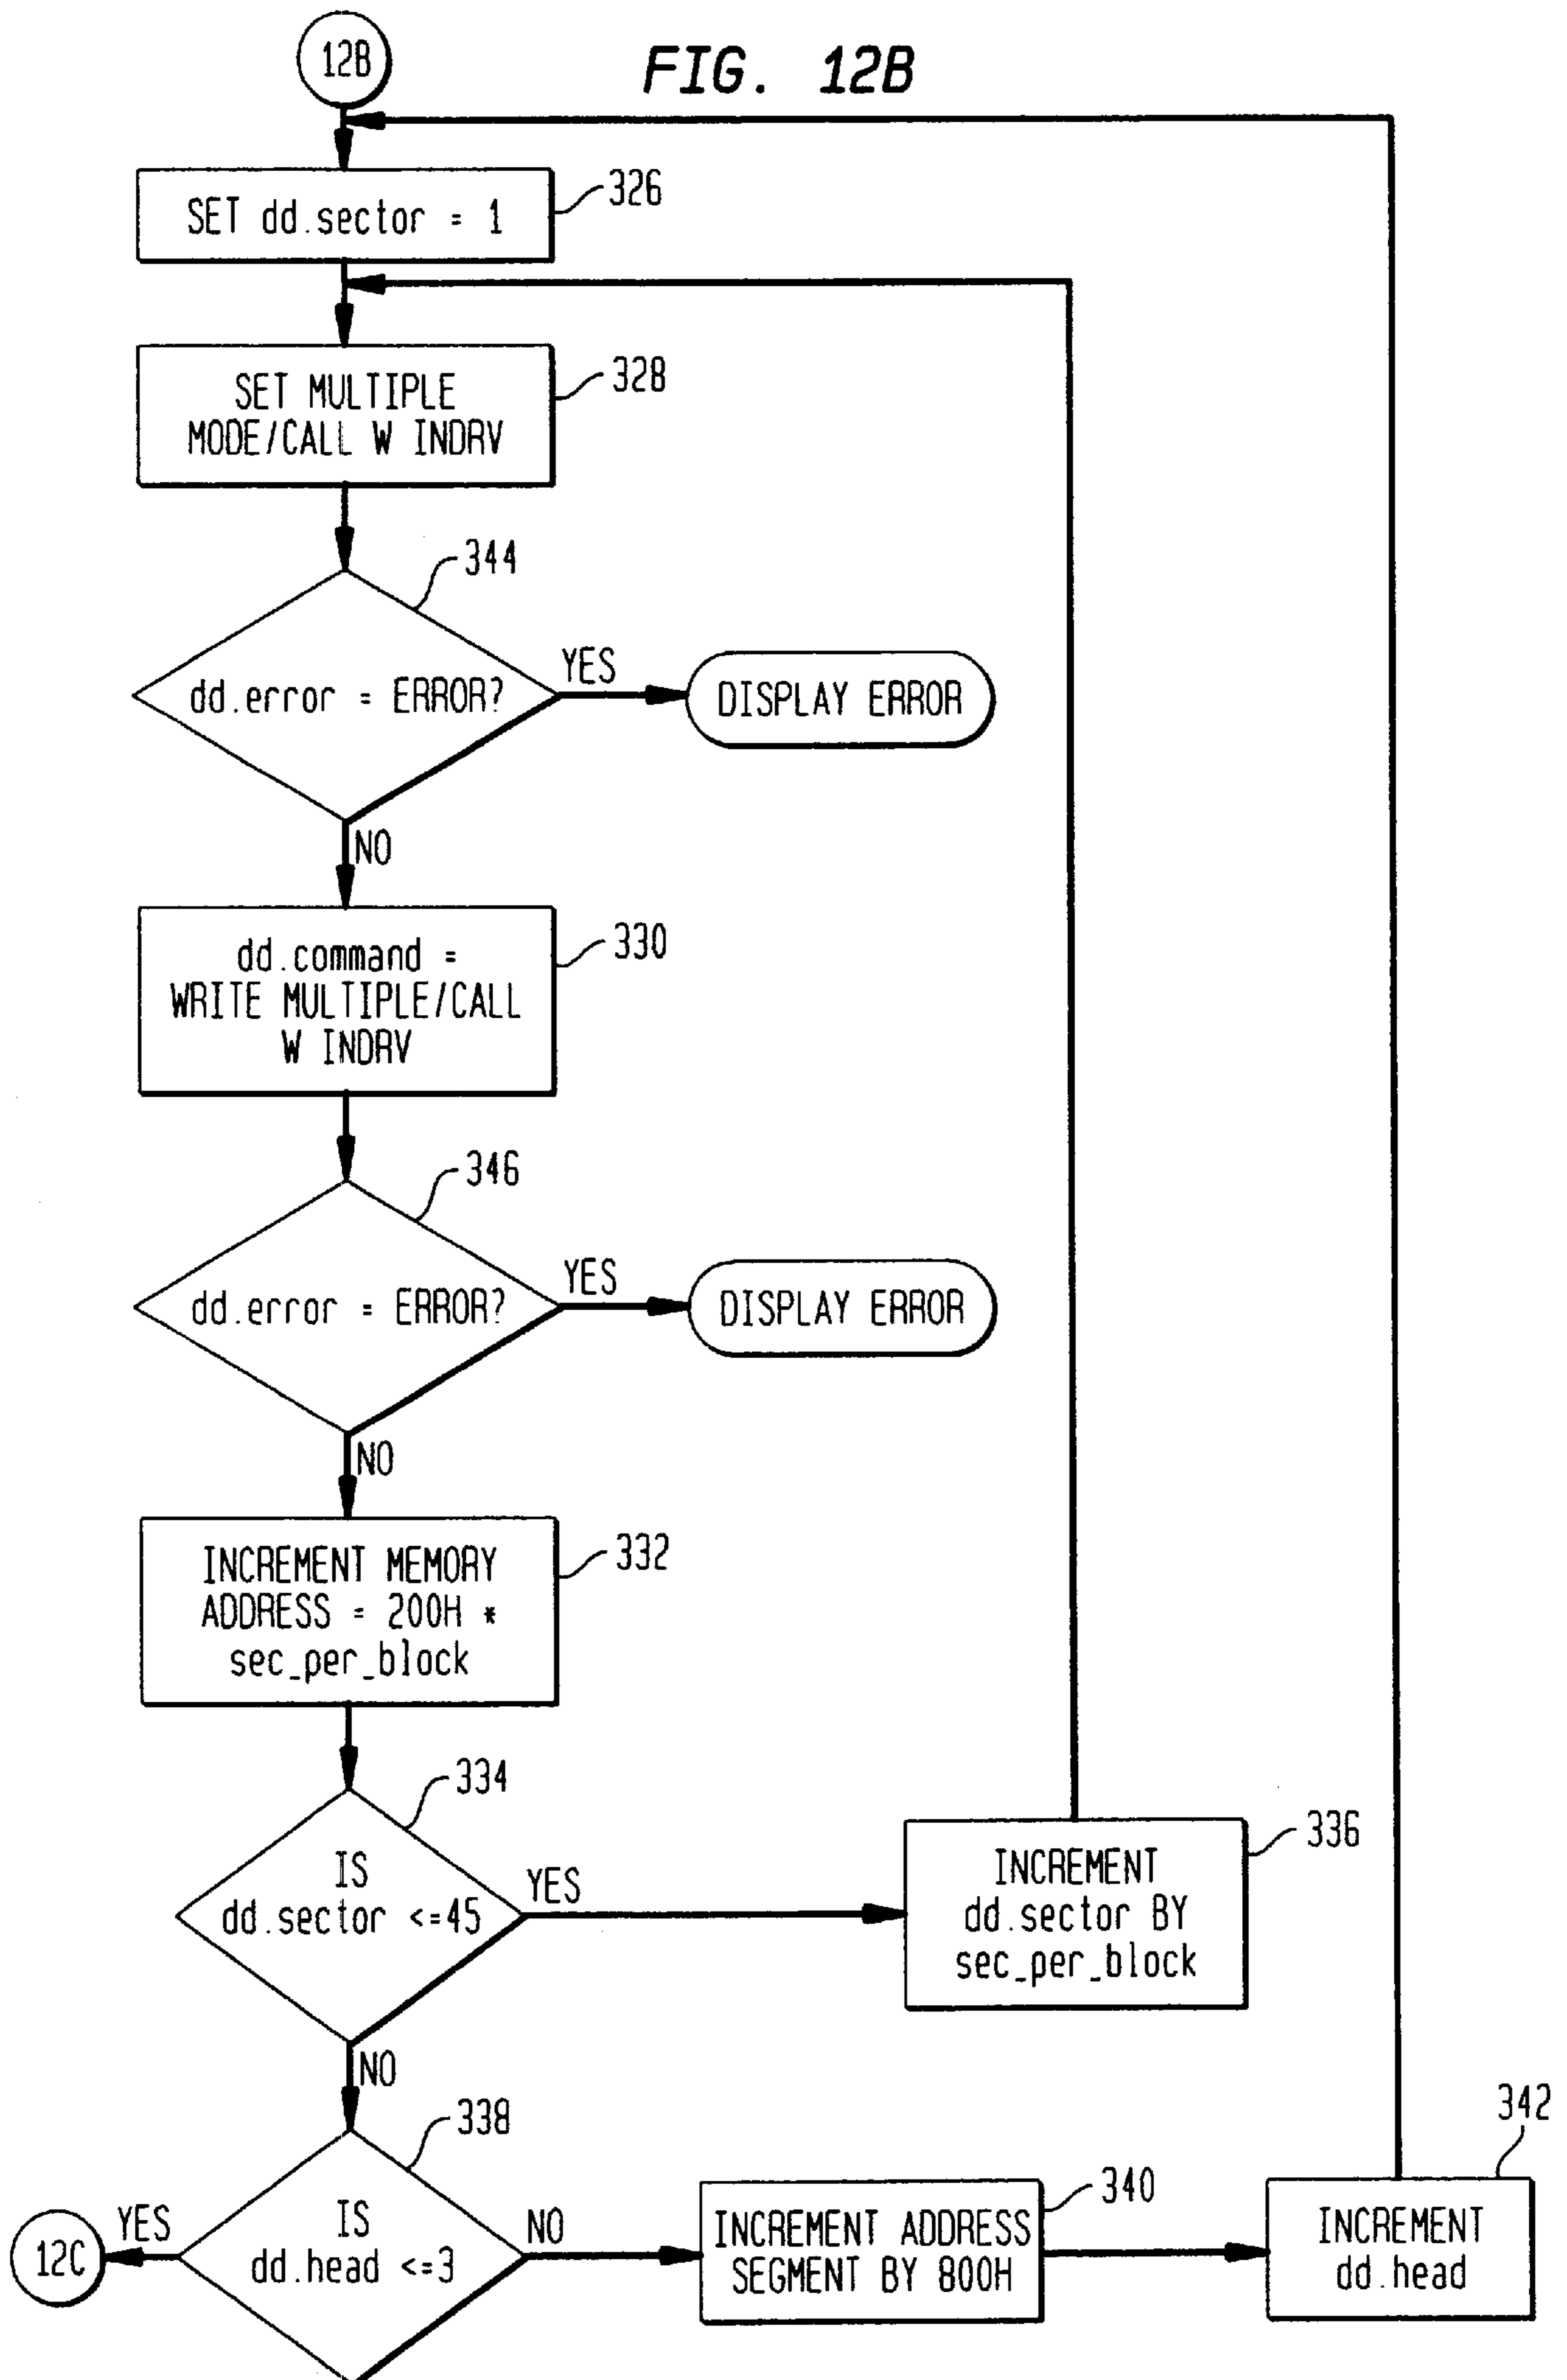 12B
FIG. 12B
SET dd.sector = 1
326
SET MULTIPLE
MODE/CALL W INDRV
328
344
dd.error = ERROR?
YES
DISPLAY ERROR
NO
dd.command =
WRITE MULTIPLE/CALL
W INDRV
330
346
dd.error = ERROR?
YES
DISPLAY ERROR
NO
INCREMENT MEMORY
ADDRESS = 200H *
sec_per_block
332
334
IS
dd.sector <=45
YES
INCREMENT
dd.sector BY
sec_per_block
336
NO
338
IS
dd.head <=3
YES
12C
NO
INCREMENT ADDRESS
SEGMENT BY 800H
340
INCREMENT
dd.head
342